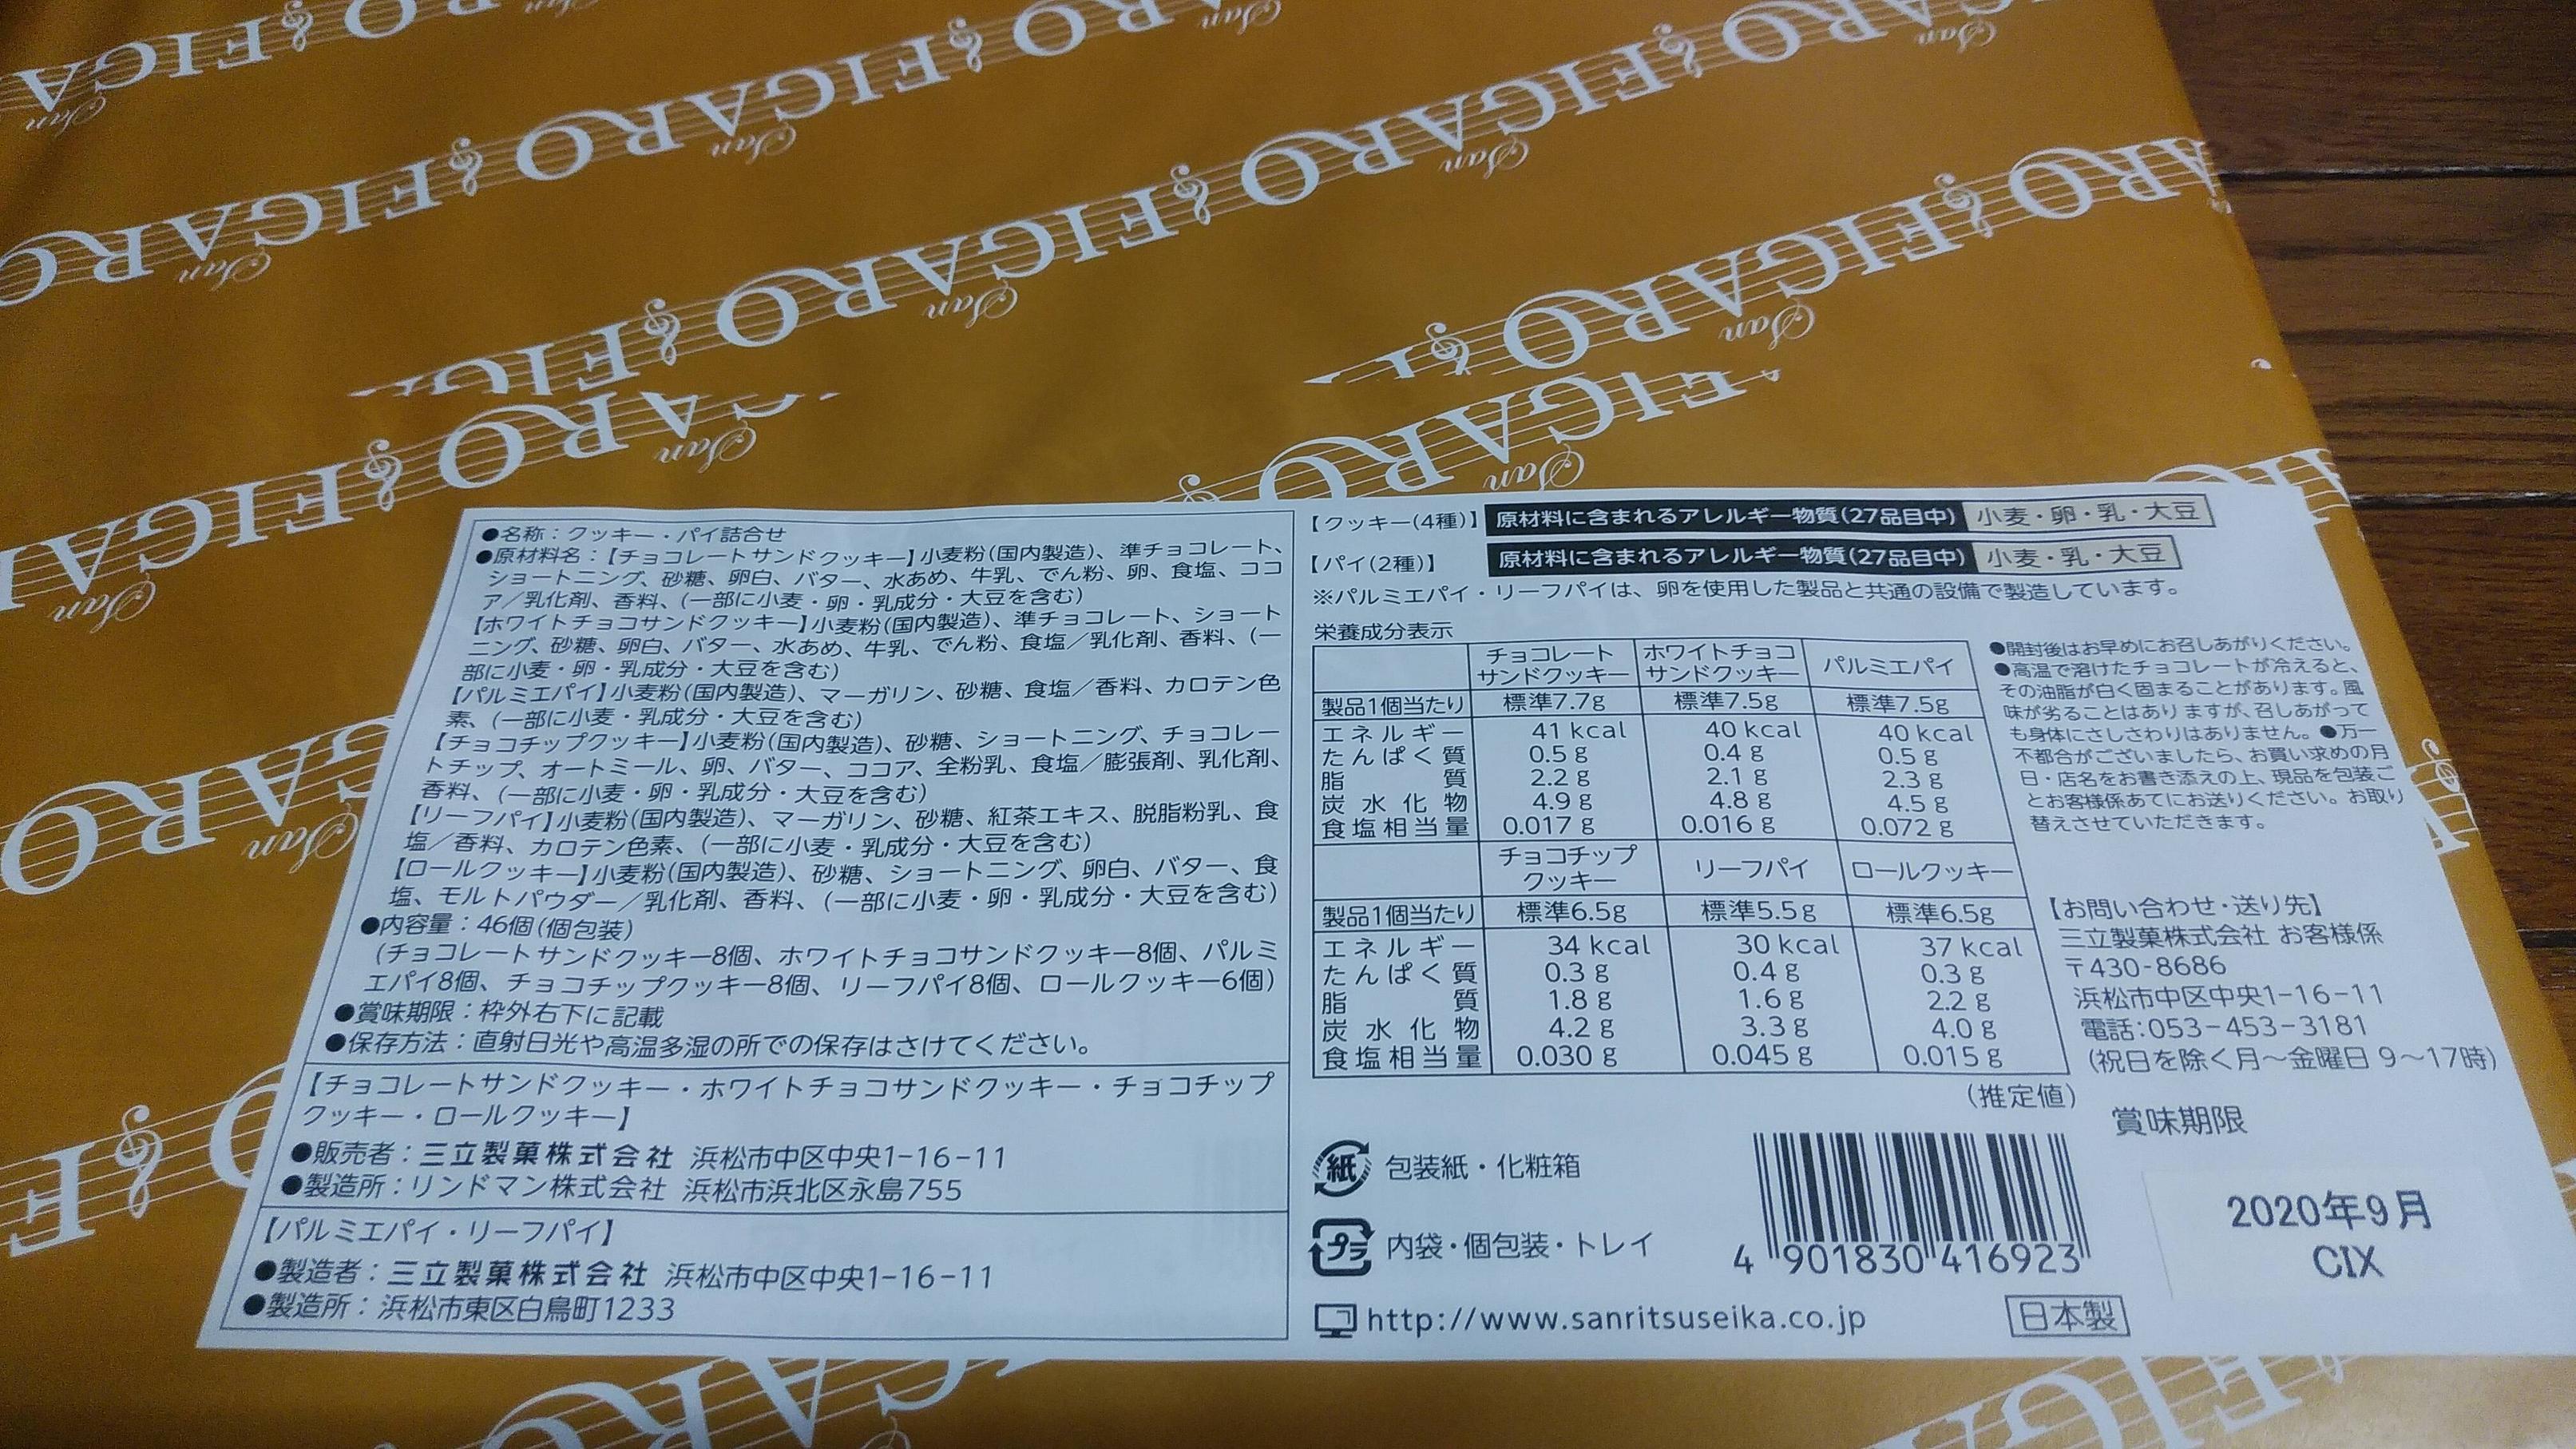 San FIGARO
●名称：クッキー・パイ詰合せ
●原材料名：【チョコレートサンドクッキー】小麦粉(国内製造)、準チョコレート、
ショートニング、砂糖、卵白、バター、水あめ、牛乳、でん粉、卵、食塩、ココ
ア／乳化剤、香料、(一部に小麦・卵・乳成分・大豆を含む)
【ホワイトチョコサンドクッキー】小麦粉(国内製造)、準チョコレート、ショート
ニング、砂糖、卵白、バター、水あめ、牛乳、でん粉、食塩／乳化剤、香料、(一
部に小麦・卵・乳成分・大豆を含む)
【パルミエパイ】小麦粉(国内製造)、マーガリン、砂糖、食塩／香料、カロテン色
素、(一部に小麦・乳成分・大豆を含む)
【チョコチップクッキー】小麦粉(国内製造)、砂糖、ショートニング、チョコレー
トチップ、オートミール、卵、バター、ココア、全粉乳、食塩／膨張剤、乳化剤、
香料、(一部に小麦・卵・乳成分・大豆を含む)
【リーフパイ】小麦粉(国内製造)、マーガリン、砂糖、紅茶エキス、脱脂粉乳、食
塩／香料、カロテン色素、(一部に小麦・乳成分・大豆を含む)
【ロールクッキー】小麦粉(国内製造)、砂糖、ショートニング、卵白、バター、食
塩、モルトパウダー／乳化剤、香料、(一部に小麦・卵・乳成分・大豆を含む)
●内容量：46個(個包装)
(チョコレートサンドクッキー8個、ホワイトチョコサンドクッキー8個、パルミ
エパイ8個、チョコチップクッキー8個、リーフパイ8個、ロールクッキー6個)
●賞味期限：枠外右下に記載
●保存方法：直射日光や高温多湿の所での保存はさけてください。
【チョコレートサンドクッキー・ホワイトチョコサンドクッキー・チョコチップ
クッキー・ロールクッキー】
●販売者：三立製菓株式会社 浜松市中区中央1-16-11
●製造所：リンドマン株式会社 浜松市浜北区永島755
【パルミエパイ・リーフパイ】
●製造者：三立製菓株式会社 浜松市中区中央1-16-11
●製造所：浜松市東区白鳥町1233
【クッキー(4種)】 原材料に含まれるアレルギー物質(27品目中) 小麦・卵・乳・大豆
【パイ(2種)】 原材料に含まれるアレルギー物質(27品目中) 小麦・乳・大豆
※パルミエパイ・リーフパイは、卵を使用した製品と共通の設備で製造しています。
栄養成分表示
チョコレートサンドクッキー ホワイトチョコサンドクッキー パルミエパイ
製品1個当たり 標準7.7g 標準7.5g 標準7.5g
エネルギー 41 kcal 40 kcal 40 kcal
たんぱく質 0.5 g 0.4 g 0.5 g
脂質 2.2 g 2.1 g 2.3 g
炭水化物 4.9 g 4.8 g 4.5 g
食塩相当量 0.017 g 0.016 g 0.072 g
チョコチップクッキー リーフパイ ロールクッキー
製品1個当たり 標準6.5g 標準5.5g 標準6.5g
エネルギー 34 kcal 30 kcal 37 kcal
たんぱく質 0.3 g 0.4 g 0.3 g
脂質 1.8 g 1.6 g 2.2 g
炭水化物 4.2 g 3.3 g 4.0 g
食塩相当量 0.030 g 0.045 g 0.015 g
(推定値)
●開封後はお早めにお召しあがりください。
●高温で溶けたチョコレートが冷えると、
その油脂が白く固まることがあります。風
味が劣ることはありますが、召しあがって
も身体にさしさわりはありません。●万一
不都合がございましたら、お買い求めの月
日・店名をお書き添えの上、現品を包装ご
とお客様係あてにお送りください。お取り
替えさせていただきます。
【お問い合わせ・送り先】
三立製菓株式会社 お客様係
〒430-8686
浜松市中区中央1-16-11
電話：053-453-3181
(祝日を除く月～金曜日 9～17時)
賞味期限
2020年9月
CIX
紙 包装紙・化粧箱
プラ 内袋・個包装・トレイ
4 901830 416923
http://www.sanritsuseika.co.jp
日本製